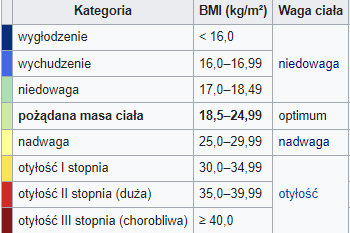 Kategoria BMI (kg/m²) Waga ciała
wygłodzenie < 16,0
wychudzenie 16,0–16,99 niedowaga
niedowaga 17,0–18,49
pożądana masa ciała 18,5–24,99 optimum
nadwaga 25,0–29,99 nadwaga
otyłość I stopnia 30,0–34,99
otyłość II stopnia (duża) 35,0–39,99 otyłość
otyłość III stopnia (chorobliwa) ≥ 40,0